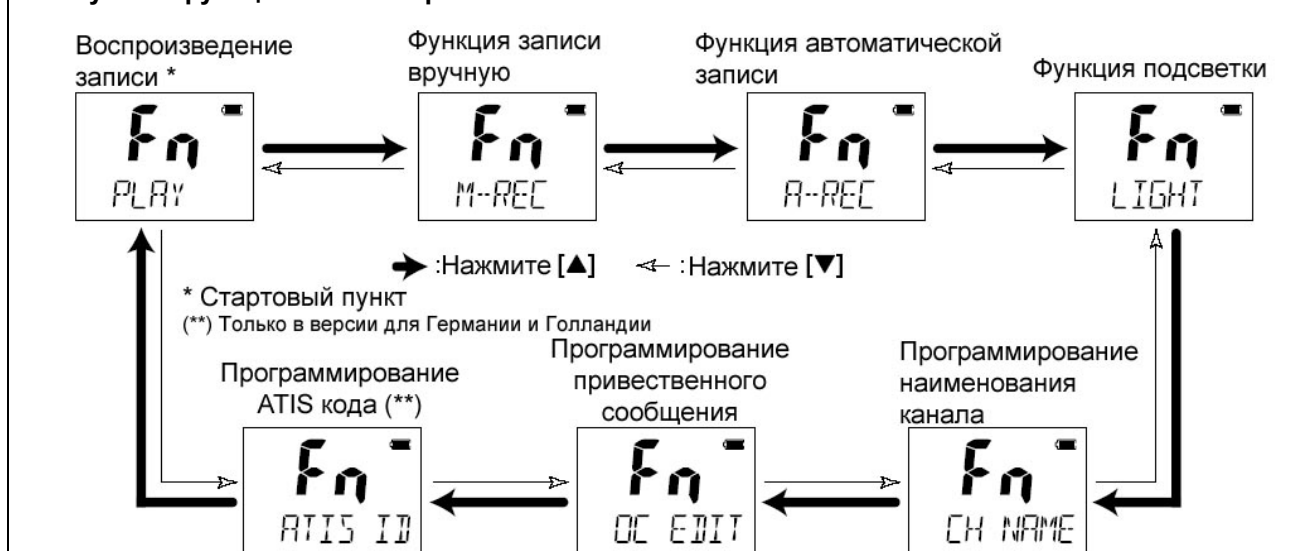 Воспроизведение
записи *
Функция записи
вручную
Функция автоматической
записи
Функция подсветки
Fn
PLAY
Fn
M-REC
Fn
A-REC
Fn
LIGHT
:Нажмите [▲]
:Нажмите [▼]
* Стартовый пункт
(**) Только в версии для Германии и Голландии
Программирование
ATIS кода (**)
Программирование
привественного
сообщения
Программирование
наименования
канала
Fn
ATIS ID
Fn
OC EDIT
Fn
CH NAME